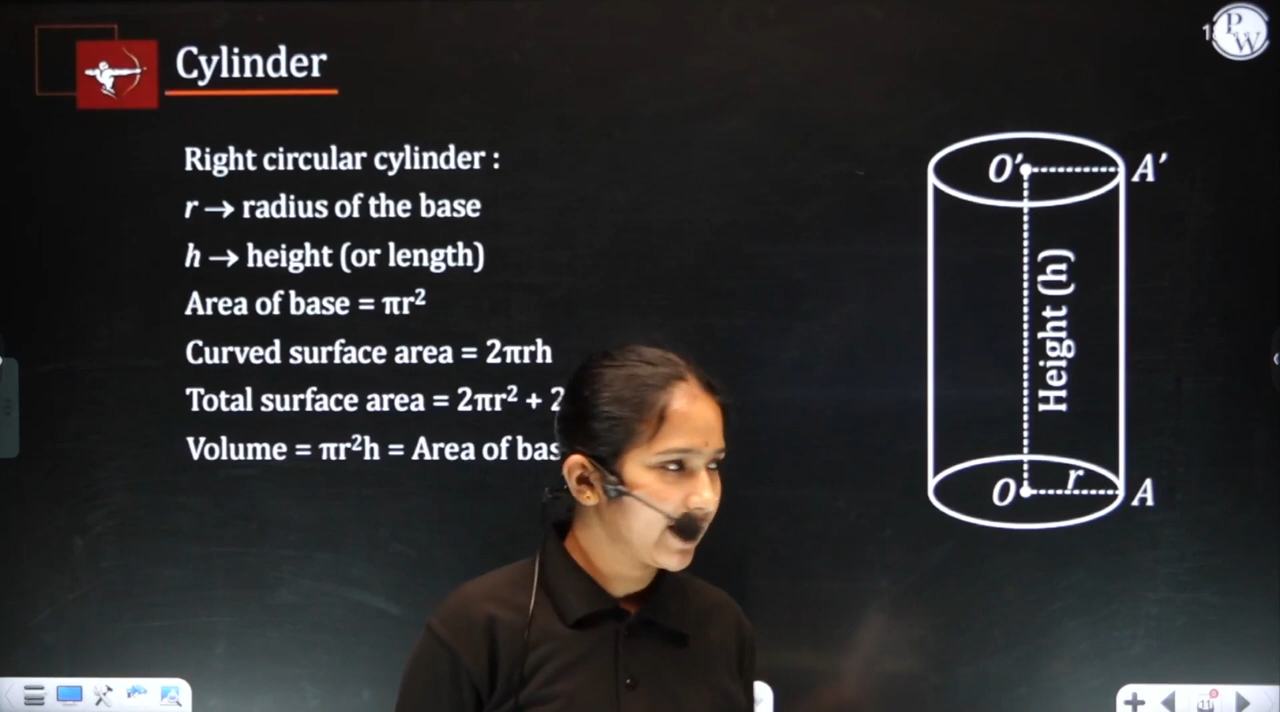 Cylinder
PW
Right circular cylinder :
r → radius of the base
h → height (or length)
Area of base = πr²
Curved surface area = 2πrh
Total surface area = 2πr² + 2
Volume = πr²h = Area of
O' A'
Height (h)
r
O A